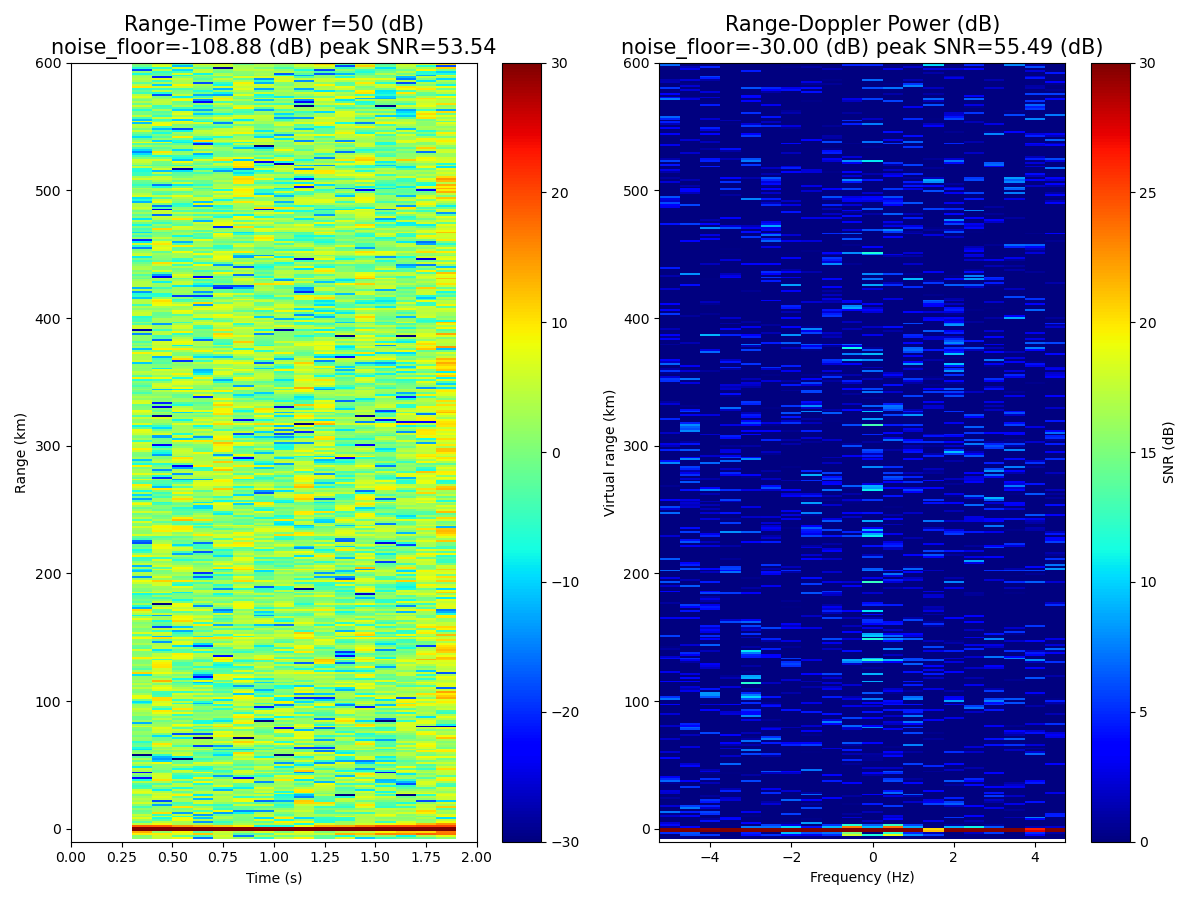 Range-Time Power f=50 (dB)
noise_floor=-108.88 (dB) peak SNR=53.54
600
500
400
300
200
100
0
Range (km)
0.00 0.25 0.50 0.75 1.00 1.25 1.50 1.75 2.00
Time (s)
30
20
10
0
−10
−20
−30
Range-Doppler Power (dB)
noise_floor=-30.00 (dB) peak SNR=55.49 (dB)
600
500
400
300
200
100
0
Virtual range (km)
−4 −2 0 2 4
Frequency (Hz)
30
25
20
15
10
5
0
SNR (dB)